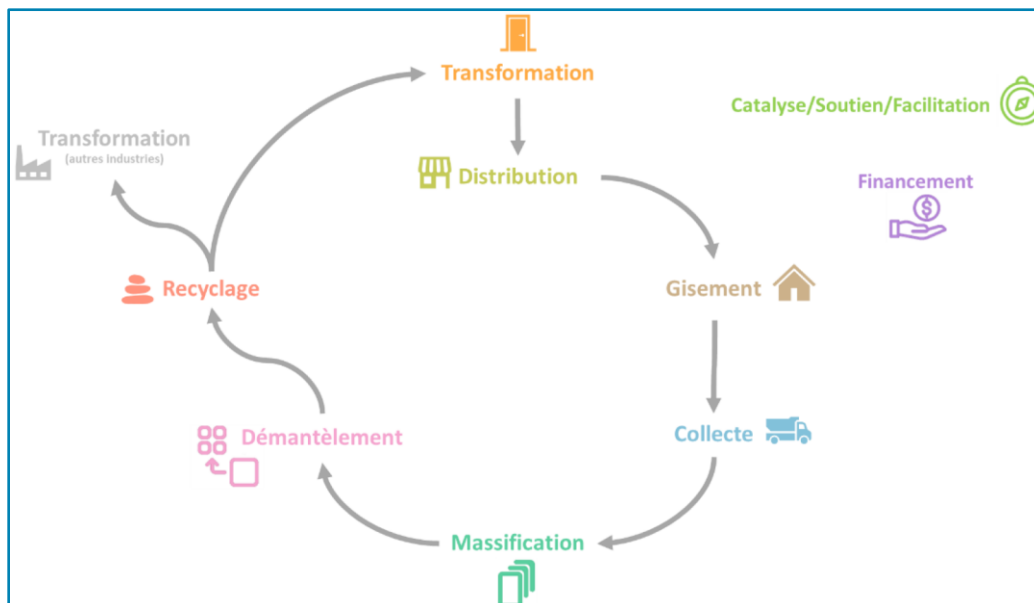 Transformation
Catalyse/Soutien/Facilitation
Transformation
(autres industries)
Distribution
Financement
$
Recyclage
Gisement
Démantèlement
Collecte
Massification